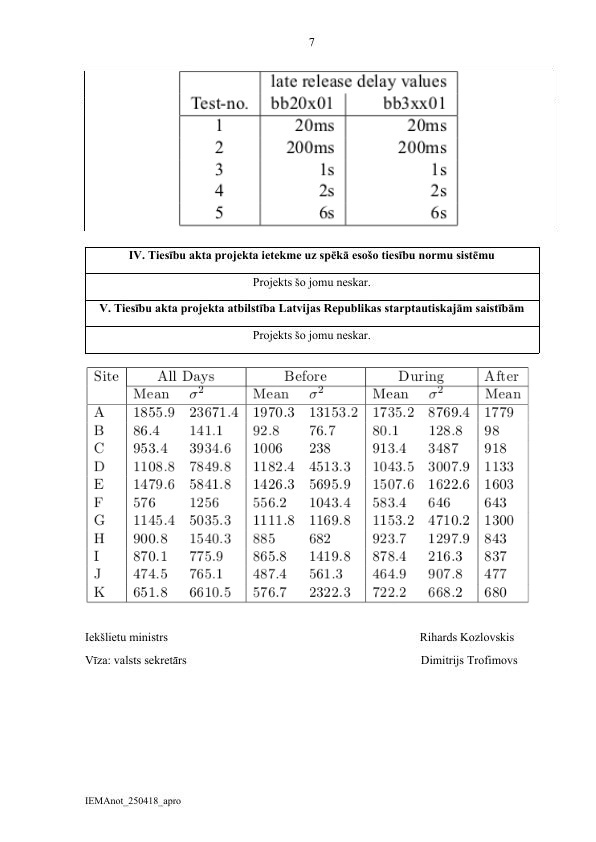 7
late release delay values
Test-no. bb20x01 bb3xx01
1 20ms 20ms
2 200ms 200ms
3 1s 1s
4 2s 2s
5 6s 6s
IV. Tiesību akta projekta ietekme uz spēkā esošo tiesību normu sistēmu
Projekts šo jomu neskar.
V. Tiesību akta projekta atbilstība Latvijas Republikas starptautiskajām saistībām
Projekts šo jomu neskar.
Site All Days Before During After
Mean σ² Mean σ² Mean σ² Mean
A 1855.9 23671.4 1970.3 13153.2 1735.2 8769.4 1779
B 86.4 141.1 92.8 76.7 80.1 128.8 98
C 953.4 3934.6 1006 238 913.4 3487 918
D 1108.8 7849.8 1182.4 4513.3 1043.5 3007.9 1133
E 1479.6 5841.8 1426.3 5695.9 1507.6 1622.6 1603
F 576 1256 556.2 1043.4 583.4 646 643
G 1145.4 5035.3 1111.8 1169.8 1153.2 4710.2 1300
H 900.8 1540.3 885 682 923.7 1297.9 843
I 870.1 775.9 865.8 1419.8 878.4 216.3 837
J 474.5 765.1 487.4 561.3 464.9 907.8 477
K 651.8 6610.5 576.7 2322.3 722.2 668.2 680
Iekšlietu ministrs Rihards Kozlovskis
Vīza: valsts sekretārs Dimitrijs Trofimovs
IEMAnot_250418_apro